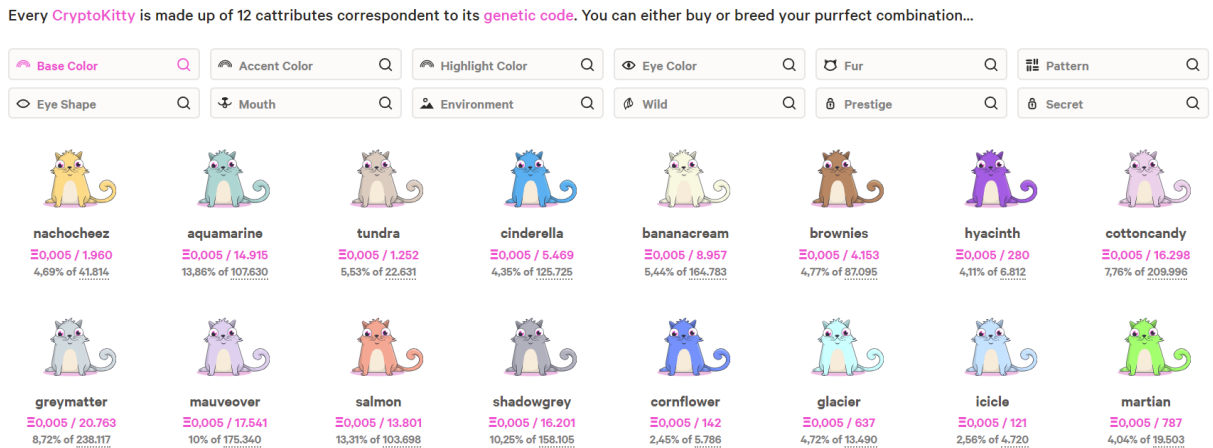 Every CryptoKitty is made up of 12 cattributes correspondent to its genetic code. You can either buy or breed your purrfect combination...
Base Color Accent Color Highlight Color Eye Color Fur Pattern
Eye Shape Mouth Environment Wild Prestige Secret
nachocheez aquamarine tundra cinderella bananacream brownies hyacinth cottoncandy
Ξ0,005 / 1.960 Ξ0,005 / 14.915 Ξ0,005 / 1.252 Ξ0,005 / 5.469 Ξ0,005 / 8.957 Ξ0,005 / 4.153 Ξ0,005 / 280 Ξ0,005 / 16.298
4,69% of 41.814 13,86% of 107.630 5,53% of 22.631 4,35% of 125.725 5,44% of 164.783 4,77% of 87.095 4,11% of 6.812 7,76% of 209.996
greymatter mauveover salmon shadowgrey cornflower glacier icicle martian
Ξ0,005 / 20.763 Ξ0,005 / 17.541 Ξ0,005 / 13.801 Ξ0,005 / 16.201 Ξ0,005 / 142 Ξ0,005 / 637 Ξ0,005 / 121 Ξ0,005 / 787
8,72% of 238.117 10% of 175.340 13,31% of 103.698 10,25% of 158.105 2,45% of 5.786 4,72% of 13.490 2,56% of 4.720 4,04% of 19.503